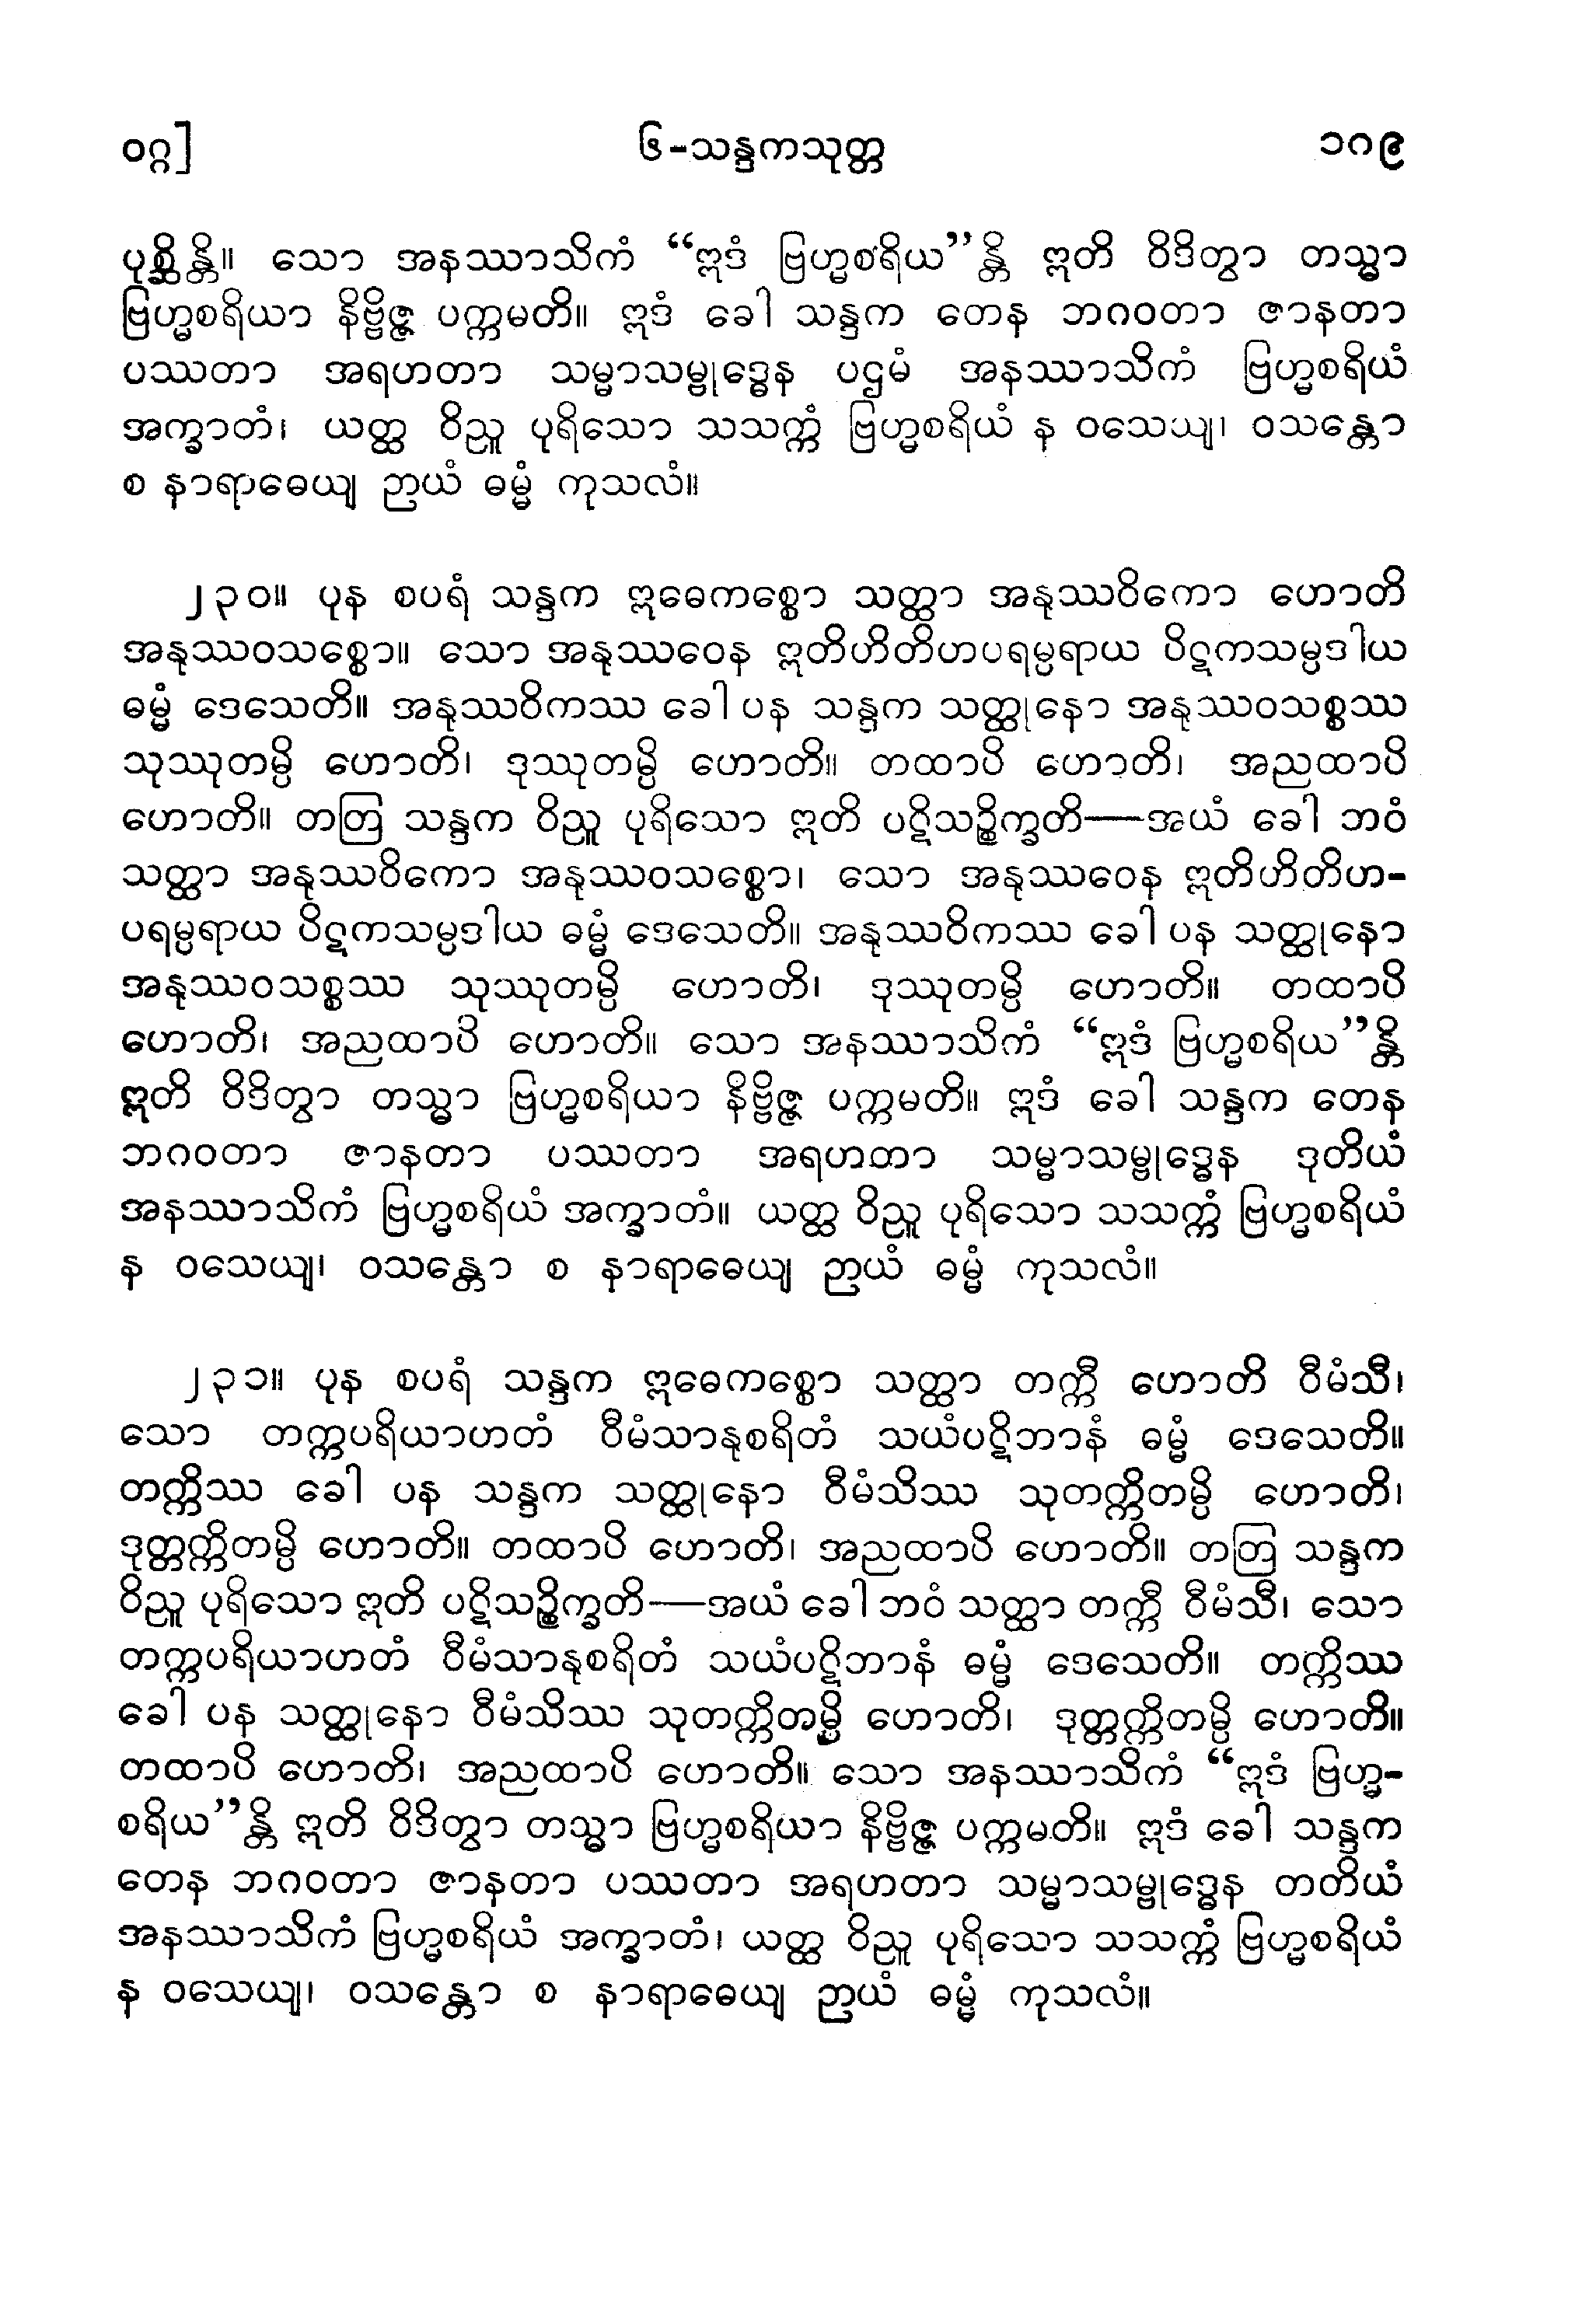 ဝဂ္ဂ]
၆-သန္ဒကသုတ္တ
၁၈၉
ပုစ္ဆိန္တိ။ သော အနဿာသိကံ “ဣဒံ ဗြဟ္မစရိယ”န္တိ ဣတိ ဝိဒိတွာ တသ္မာ
ဗြဟ္မစရိယာ နိဗ္ဗိဇ္ဇ ပက္ကမတိ။ ဣဒံ ခေါ သန္ဒက တေန ဘဂဝတာ ဇာနတာ
ပဿတာ အရဟတာ သမ္မာသမ္ဗုဒ္ဓေန ပဌမံ အနဿာသိကံ ဗြဟ္မစရိယံ
အက္ခာတံ၊ ယတ္ထ ဝိညူ ပုရိသော သသက္ကံ ဗြဟ္မစရိယံ န ဝသေယျ၊ ဝသန္တော
စ နာရာဓေယျ ဉာယံ ဓမ္မံ ကုသလံ။
၂၃၀။ ပုန စပရံ သန္ဒက ဣဓေကစ္စော သတ္ထာ အနုဿဝိကော ဟောတိ
အနုဿဝသစ္စော။ သော အနုဿဝေန ဣတိဟိတိဟပရမ္ပရာယ ပိဋကသမ္ပဒါယ
ဓမ္မံ ဒေသေတိ။ အနုဿဝိကဿ ခေါ ပန သန္ဒက သတ္ထုနော အနုဿဝသစ္စဿ
သုဿုတမ္ပိ ဟောတိ၊ ဒုဿုတမ္ပိ ဟောတိ။ တထာပိ ဟောတိ၊ အညထာပိ
ဟောတိ။ တတြ သန္ဒက ဝိညူ ပုရိသော ဣတိ ပဋိသဉ္စိက္ခတိ—အယံ ခေါ ဘဝံ
သတ္ထာ အနုဿဝိကော အနုဿဝသစ္စော၊ သော အနုဿဝေန ဣတိဟိတိဟ-
ပရမ္ပရာယ ပိဋကသမ္ပဒါယ ဓမ္မံ ဒေသေတိ။ အနုဿဝိကဿ ခေါ ပန သတ္ထုနော
အနုဿဝသစ္စဿ သုဿုတမ္ပိ ဟောတိ၊ ဒုဿုတမ္ပိ ဟောတိ။ တထာပိ
ဟောတိ၊ အညထာပိ ဟောတိ။ သော အနဿာသိကံ “ဣဒံ ဗြဟ္မစရိယ”န္တိ
ဣတိ ဝိဒိတွာ တသ္မာ ဗြဟ္မစရိယာ နိဗ္ဗိဇ္ဇ ပက္ကမတိ။ ဣဒံ ခေါ သန္ဒက တေန
ဘဂဝတာ ဇာနတာ ပဿတာ အရဟတာ သမ္မာသမ္ဗုဒ္ဓေန ဒုတိယံ
အနဿာသိကံ ဗြဟ္မစရိယံ အက္ခာတံ။ ယတ္ထ ဝိညူ ပုရိသော သသက္ကံ ဗြဟ္မစရိယံ
န ဝသေယျ၊ ဝသန္တော စ နာရာဓေယျ ဉာယံ ဓမ္မံ ကုသလံ။
၂၃၁။ ပုန စပရံ သန္ဒက ဣဓေကစ္စော သတ္ထာ တက္ကီ ဟောတိ ဝီမံသီ၊
သော တက္ကပရိယာဟတံ ဝီမံသာနုစရိတံ သယံပဋိဘာနံ ဓမ္မံ ဒေသေတိ။
တက္ကိဿ ခေါ ပန သန္ဒက သတ္ထုနော ဝီမံသိဿ သုတက္ကိတမ္ပိ ဟောတိ၊
ဒုတ္တက္ကိတမ္ပိ ဟောတိ။ တထာပိ ဟောတိ၊ အညထာပိ ဟောတိ။ တတြ သန္ဒက
ဝိညူ ပုရိသော ဣတိ ပဋိသဉ္စိက္ခတိ—အယံ ခေါ ဘဝံ သတ္ထာ တက္ကီ ဝီမံသီ၊ သော
တက္ကပရိယာဟတံ ဝီမံသာနုစရိတံ သယံပဋိဘာနံ ဓမ္မံ ဒေသေတိ။ တက္ကိဿ
ခေါ ပန သတ္ထုနော ဝီမံသိဿ သုတက္ကိတမ္ပိ ဟောတိ၊ ဒုတ္တက္ကိတမ္ပိ ဟောတိ။
တထာပိ ဟောတိ၊ အညထာပိ ဟောတိ။ သော အနဿာသိကံ “ဣဒံ ဗြဟ္မ-
စရိယ”န္တိ ဣတိ ဝိဒိတွာ တသ္မာ ဗြဟ္မစရိယာ နိဗ္ဗိဇ္ဇ ပက္ကမတိ။ ဣဒံ ခေါ သန္ဒက
တေန ဘဂဝတာ ဇာနတာ ပဿတာ အရဟတာ သမ္မာသမ္ဗုဒ္ဓေန တတိယံ
အနဿာသိကံ ဗြဟ္မစရိယံ အက္ခာတံ၊ ယတ္ထ ဝိညူ ပုရိသော သသက္ကံ ဗြဟ္မစရိယံ
န ဝသေယျ၊ ဝသန္တော စ နာရာဓေယျ ဉာယံ ဓမ္မံ ကုသလံ။